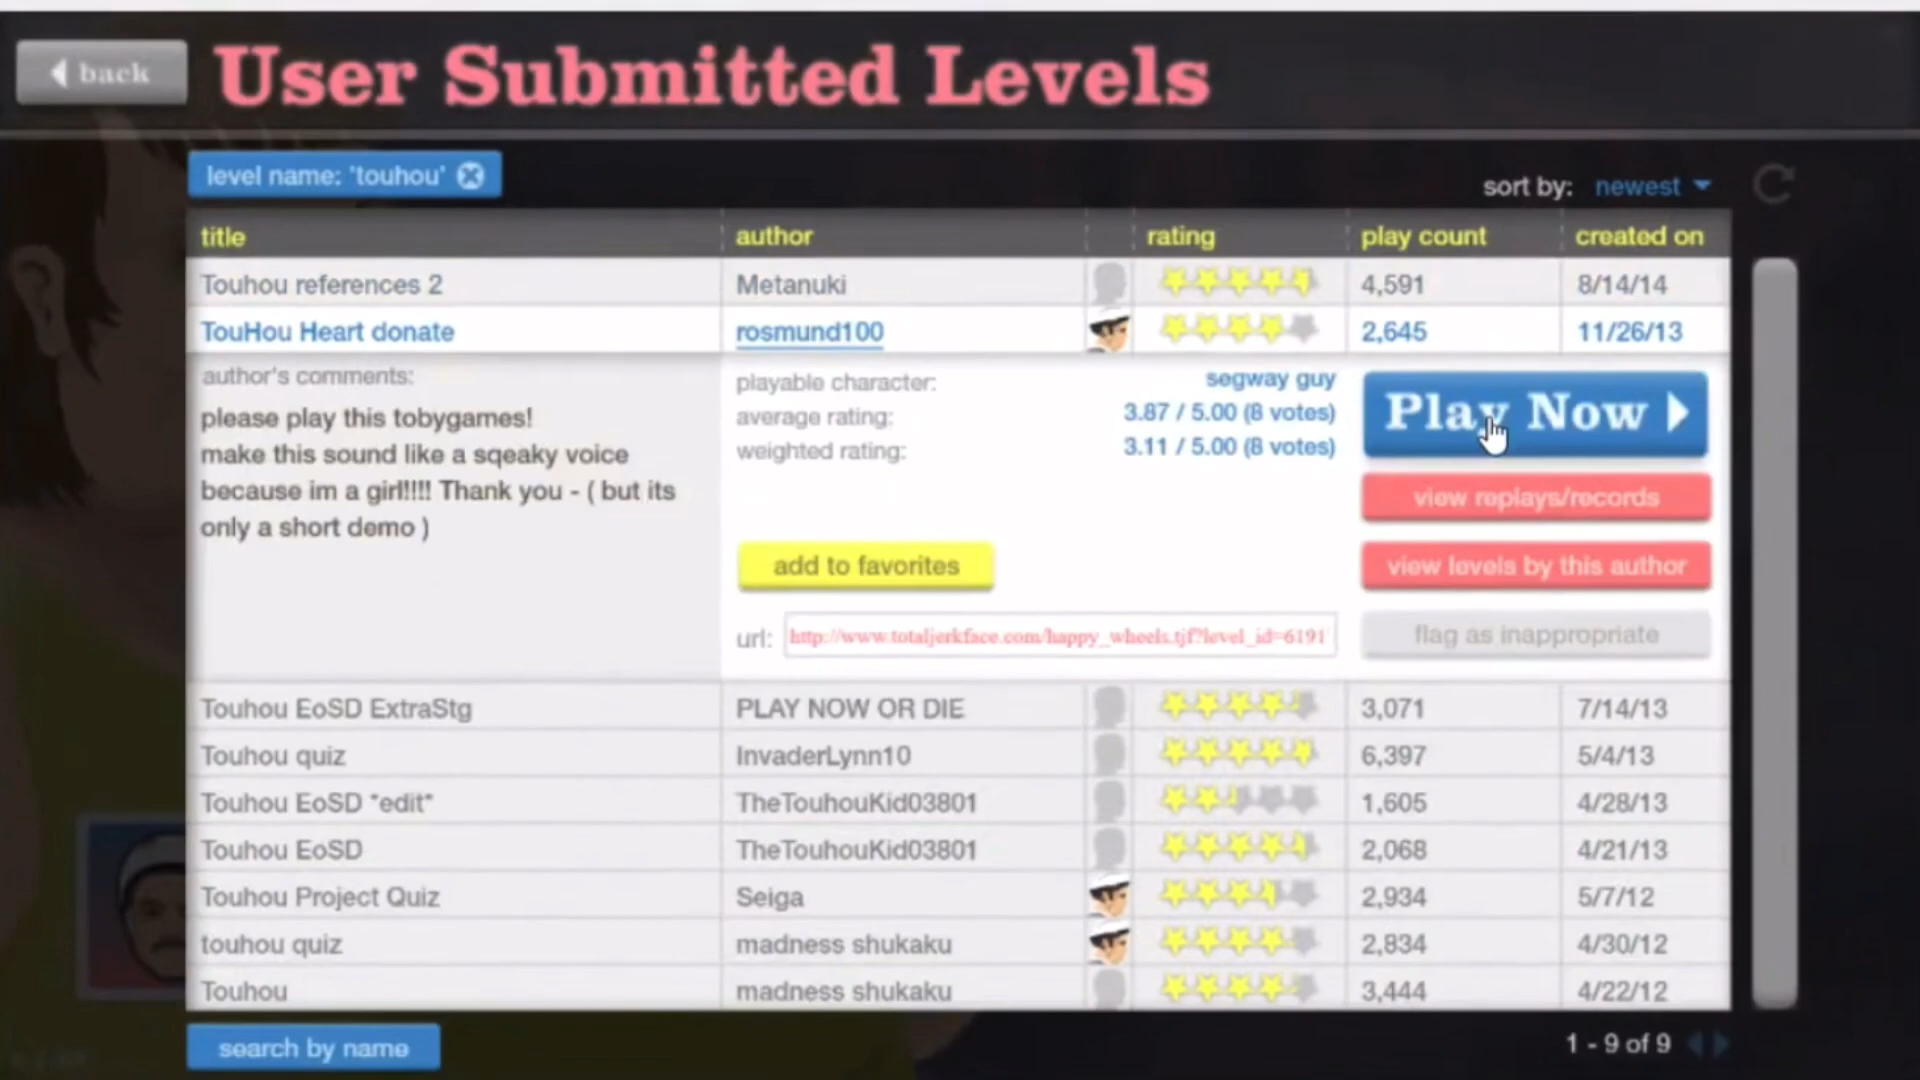 back
User Submitted Levels
level name: 'touhou'
sort by: newest
title author rating play count created on
Touhou references 2 Metanuki 4,591 8/14/14
TouHou Heart donate rosmund100 2,645 11/26/13
author's comments:
please play this tobygames!
make this sound like a sqeaky voice
because im a girl!!!! Thank you - ( but its
only a short demo )
playable character: segway guy
average rating: 3.87 / 5.00 (8 votes)
weighted rating: 3.11 / 5.00 (8 votes)
add to favorites
url: http://www.totaljerkface.com/happy_wheels.tjf?level_id=6191
Play Now
view replays/records
view levels by this author
flag as inappropriate
Touhou EoSD ExtraStg PLAY NOW OR DIE 3,071 7/14/13
Touhou quiz InvaderLynn10 6,397 5/4/13
Touhou EoSD "edit" TheTouhouKid03801 1,605 4/28/13
Touhou EoSD TheTouhouKid03801 2,068 4/21/13
Touhou Project Quiz Seiga 2,934 5/7/12
touhou quiz madness shukaku 2,834 4/30/12
Touhou madness shukaku 3,444 4/22/12
search by name
1 - 9 of 9